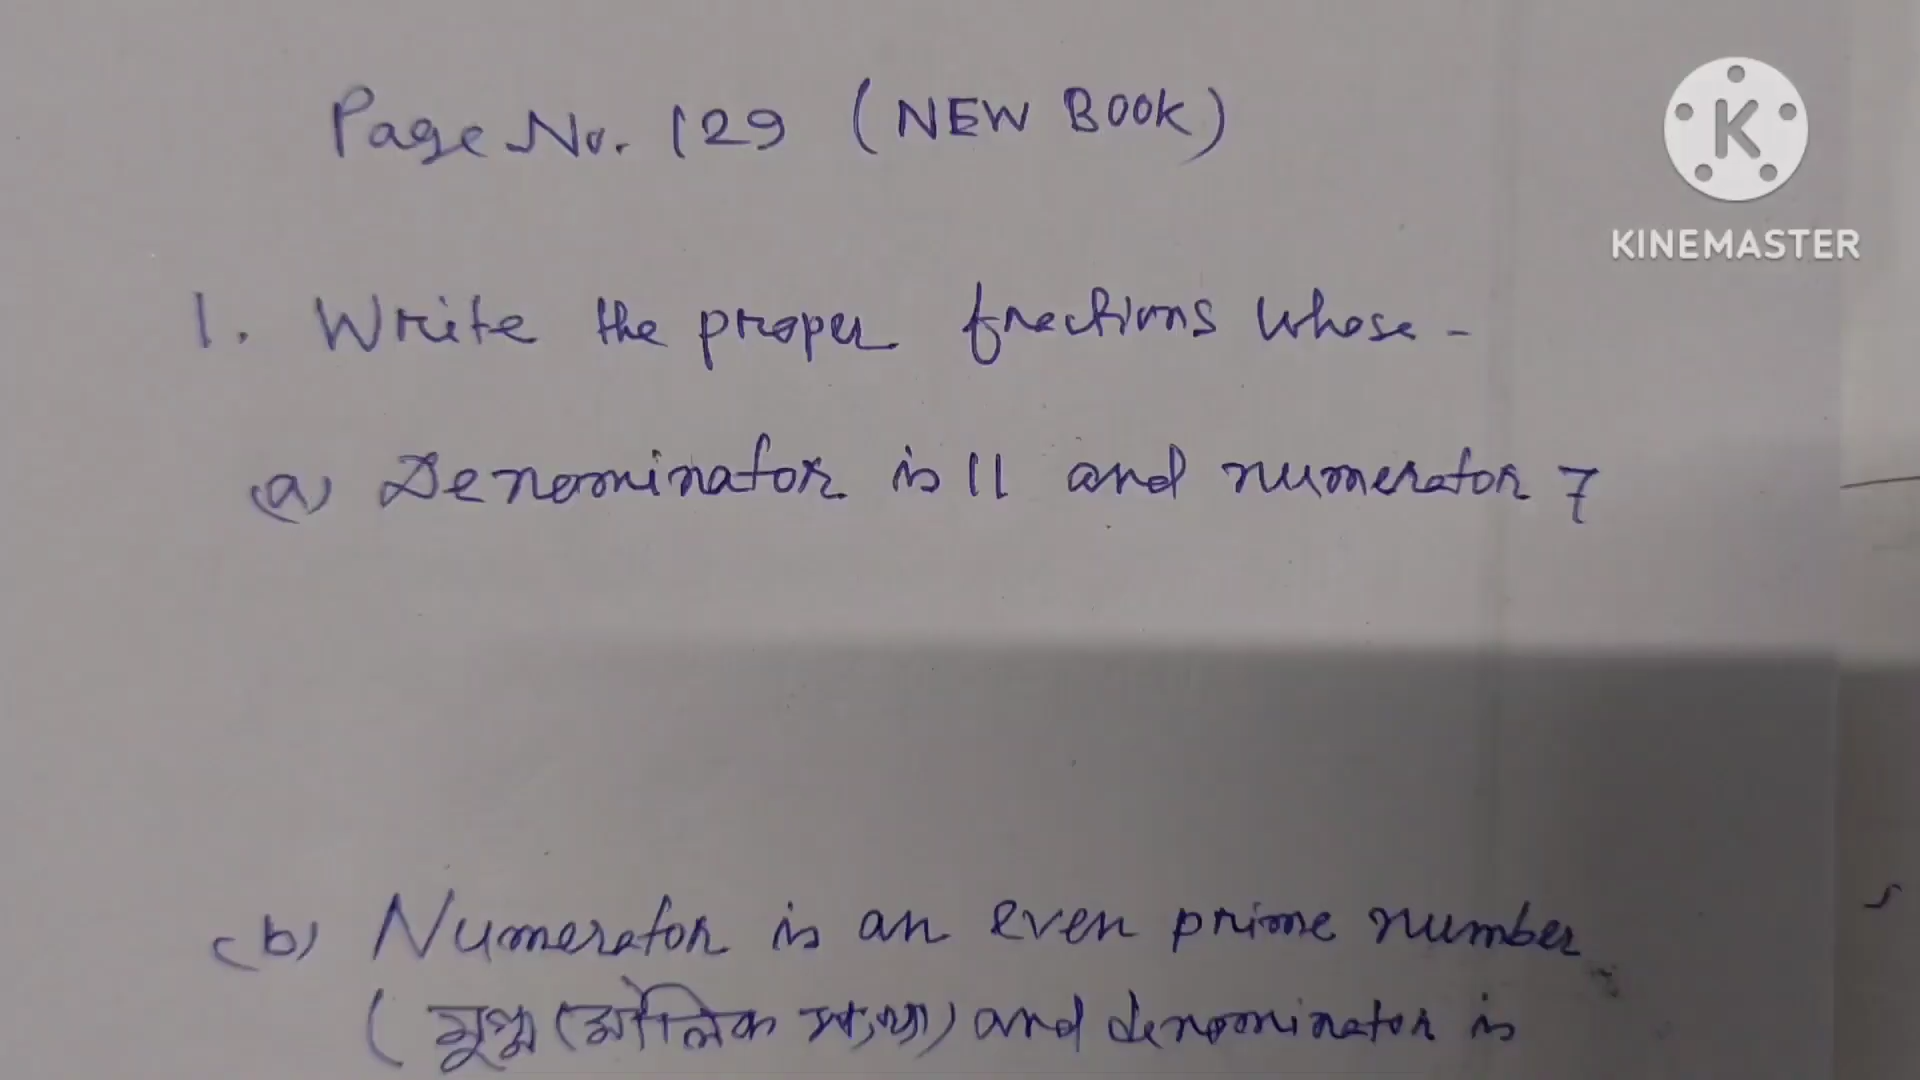 Page No. 129 (NEW BOOK)
KINEMASTER
1. Write the proper fractions whose -
(a) Denominator is 11 and numerator 7
(b) Numerator is an even prime number
(যুগ্ম মৌলিক সংখ্যা) and denominator is